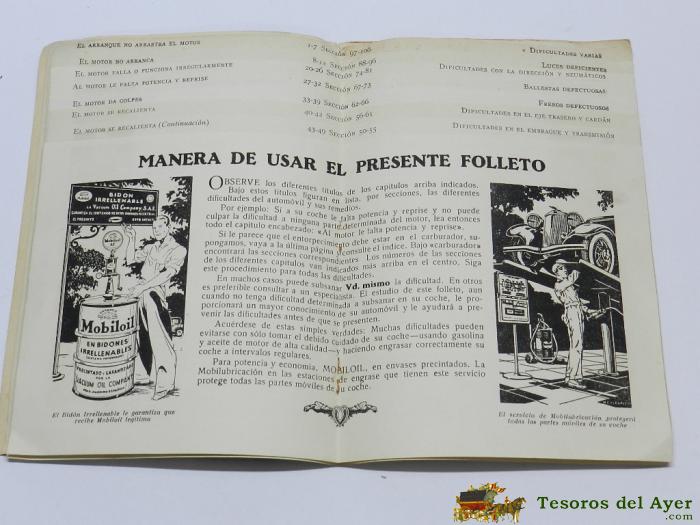 EL ARRANQUE NO ARRASTRA EL MOTOR 1-7 SECCIÓN 97-106 DIFICULTADES VARIAS
EL MOTOR NO ARRANCA 8-19 SECCIÓN 88-96 LUCES DEFICIENTES
EL MOTOR FALLA O FUNCIONA IRREGULARMENTE 20-26 SECCIÓN 74-81 DIFICULTADES CON LA DIRECCIÓN Y NEUMÁTICOS
AL MOTOR LE FALTA POTENCIA Y REPRISE 27-32 SECCIÓN 67-73 BALLESTAS DEFECTUOSAS
EL MOTOR DA GOLPES 33-39 SECCIÓN 62-66 FRENOS DEFECTUOSOS
EL MOTOR SE RECALIENTA 40-42 SECCIÓN 56-61 DIFICULTADES EN EL EJE TRASERO Y CARDÁN
EL MOTOR SE RECALIENTA (Continuación) 43-49 SECCIÓN 50-55 DIFICULTADES EN EL EMBRAGUE Y TRANSMISIÓN
MANERA DE USAR EL PRESENTE FOLLETO
OBSERVE los diferentes títulos de los capítulos arriba indicados.
Bajo estos títulos figuran en lista, por secciones, las diferentes
dificultades del automóvil y sus remedios.
Por ejemplo: Si a su coche le falta potencia y reprise y no puede
culpar la dificultad a ninguna parte determinada del motor, lea entonces
todo el capítulo encabezado: «Al motor le falta potencia y reprise».
Si le parece que el entorpecimiento debe estar en el carburador, su-
pongamos, vaya a la última página y consulte el índice. Bajo «carburador»
encontrará las secciones correspondientes. Los números de las secciones
de los diferentes capítulos van indicados más arriba en el centro. Siga
este procedimiento para todas las dificultades.
En muchos casos puede subsanar Vd. mismo la dificultad. En otros
es preferible consultar a un especialista. El estudio de este folleto, aun
cuando no tenga dificultad determinada a subsanar en su coche, le pro-
porcionará un mayor conocimiento de su automóvil y le ayudará a pre-
venir las dificultades antes de que se presenten.
Acuérdese de estas simples verdades: Muchas dificultades pueden
evitarse con sólo tomar el debido cuidado de su coche—usando gasolina
y aceite de motor de alta calidad—y haciendo engrasar correctamente su
coche a intervalos regulares.
Para potencia y economía, MOBILOIL, en envases precintados. La
Mobilubricación en las estaciones de engrase que tienen este servicio
protege todas las partes móviles de su coche.
BIDON
IRRELLENABLE
LA Vacuum Oil Company S.A.E.
Mobiloil
Mobiloil
EN BIDONES
IRRELLENABLES
PRECINTADO Y GARANTIZADO
POR LA
VACUUM OIL COMPANY
El Bidón Irrellenable le garantiza que
recibe Mobiloil legítimo
El servicio de Mobilubricación protegerá
todas las partes móviles de su coche
Tesoros del Ayer
.com